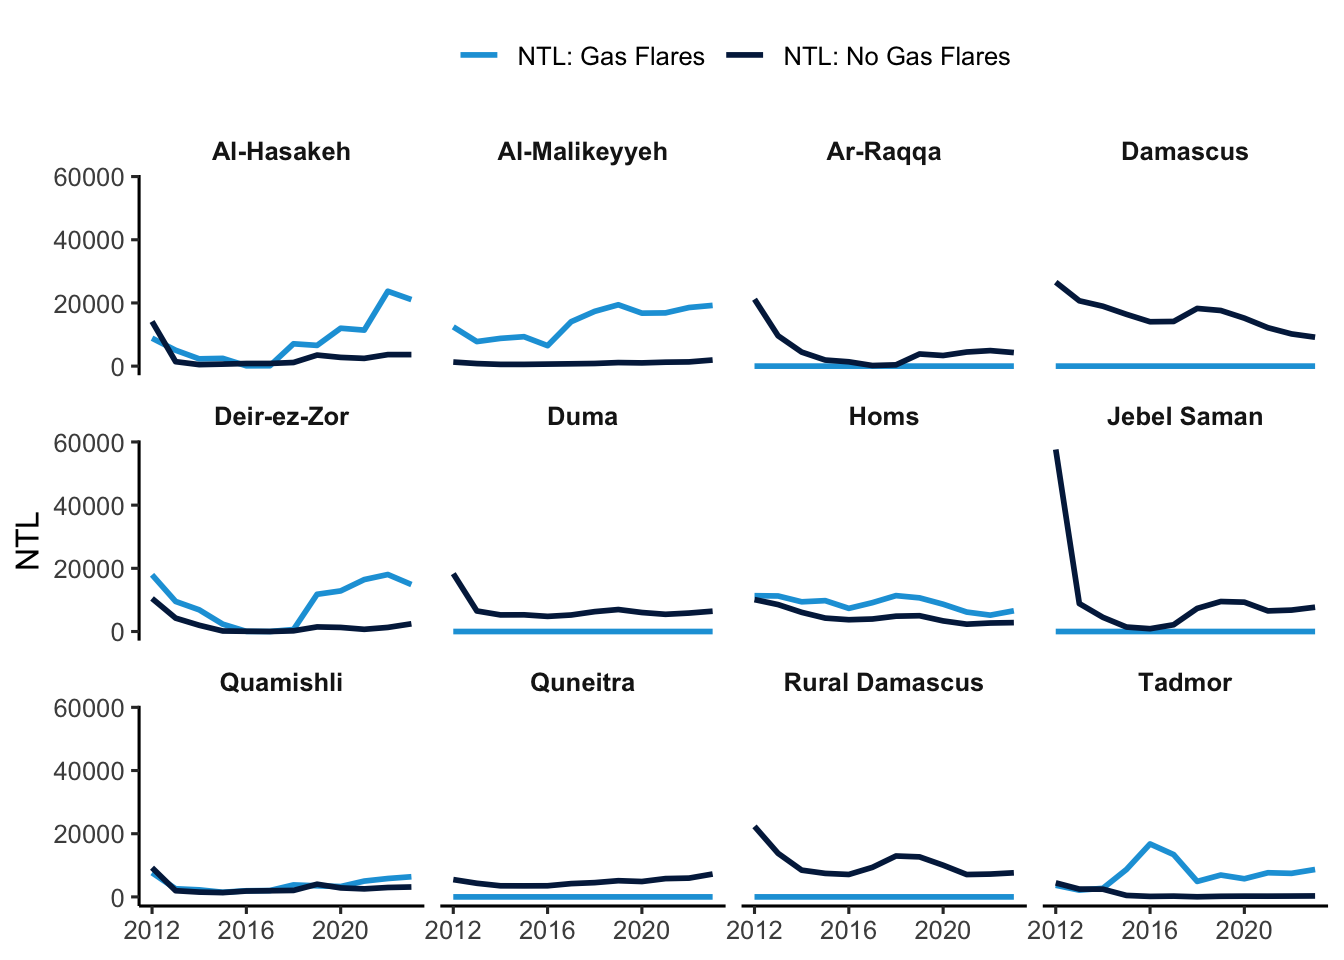 NTL: Gas Flares NTL: No Gas Flares
Al-Hasakeh Al-Malikeyyeh Ar-Raqqa Damascus
60000
40000
20000
0
Deir-ez-Zor Duma Homs Jebel Saman
60000
40000
20000
0
NTL
Quamishli Quneitra Rural Damascus Tadmor
60000
40000
20000
0
2012 2016 2020 2012 2016 2020 2012 2016 2020 2012 2016 2020